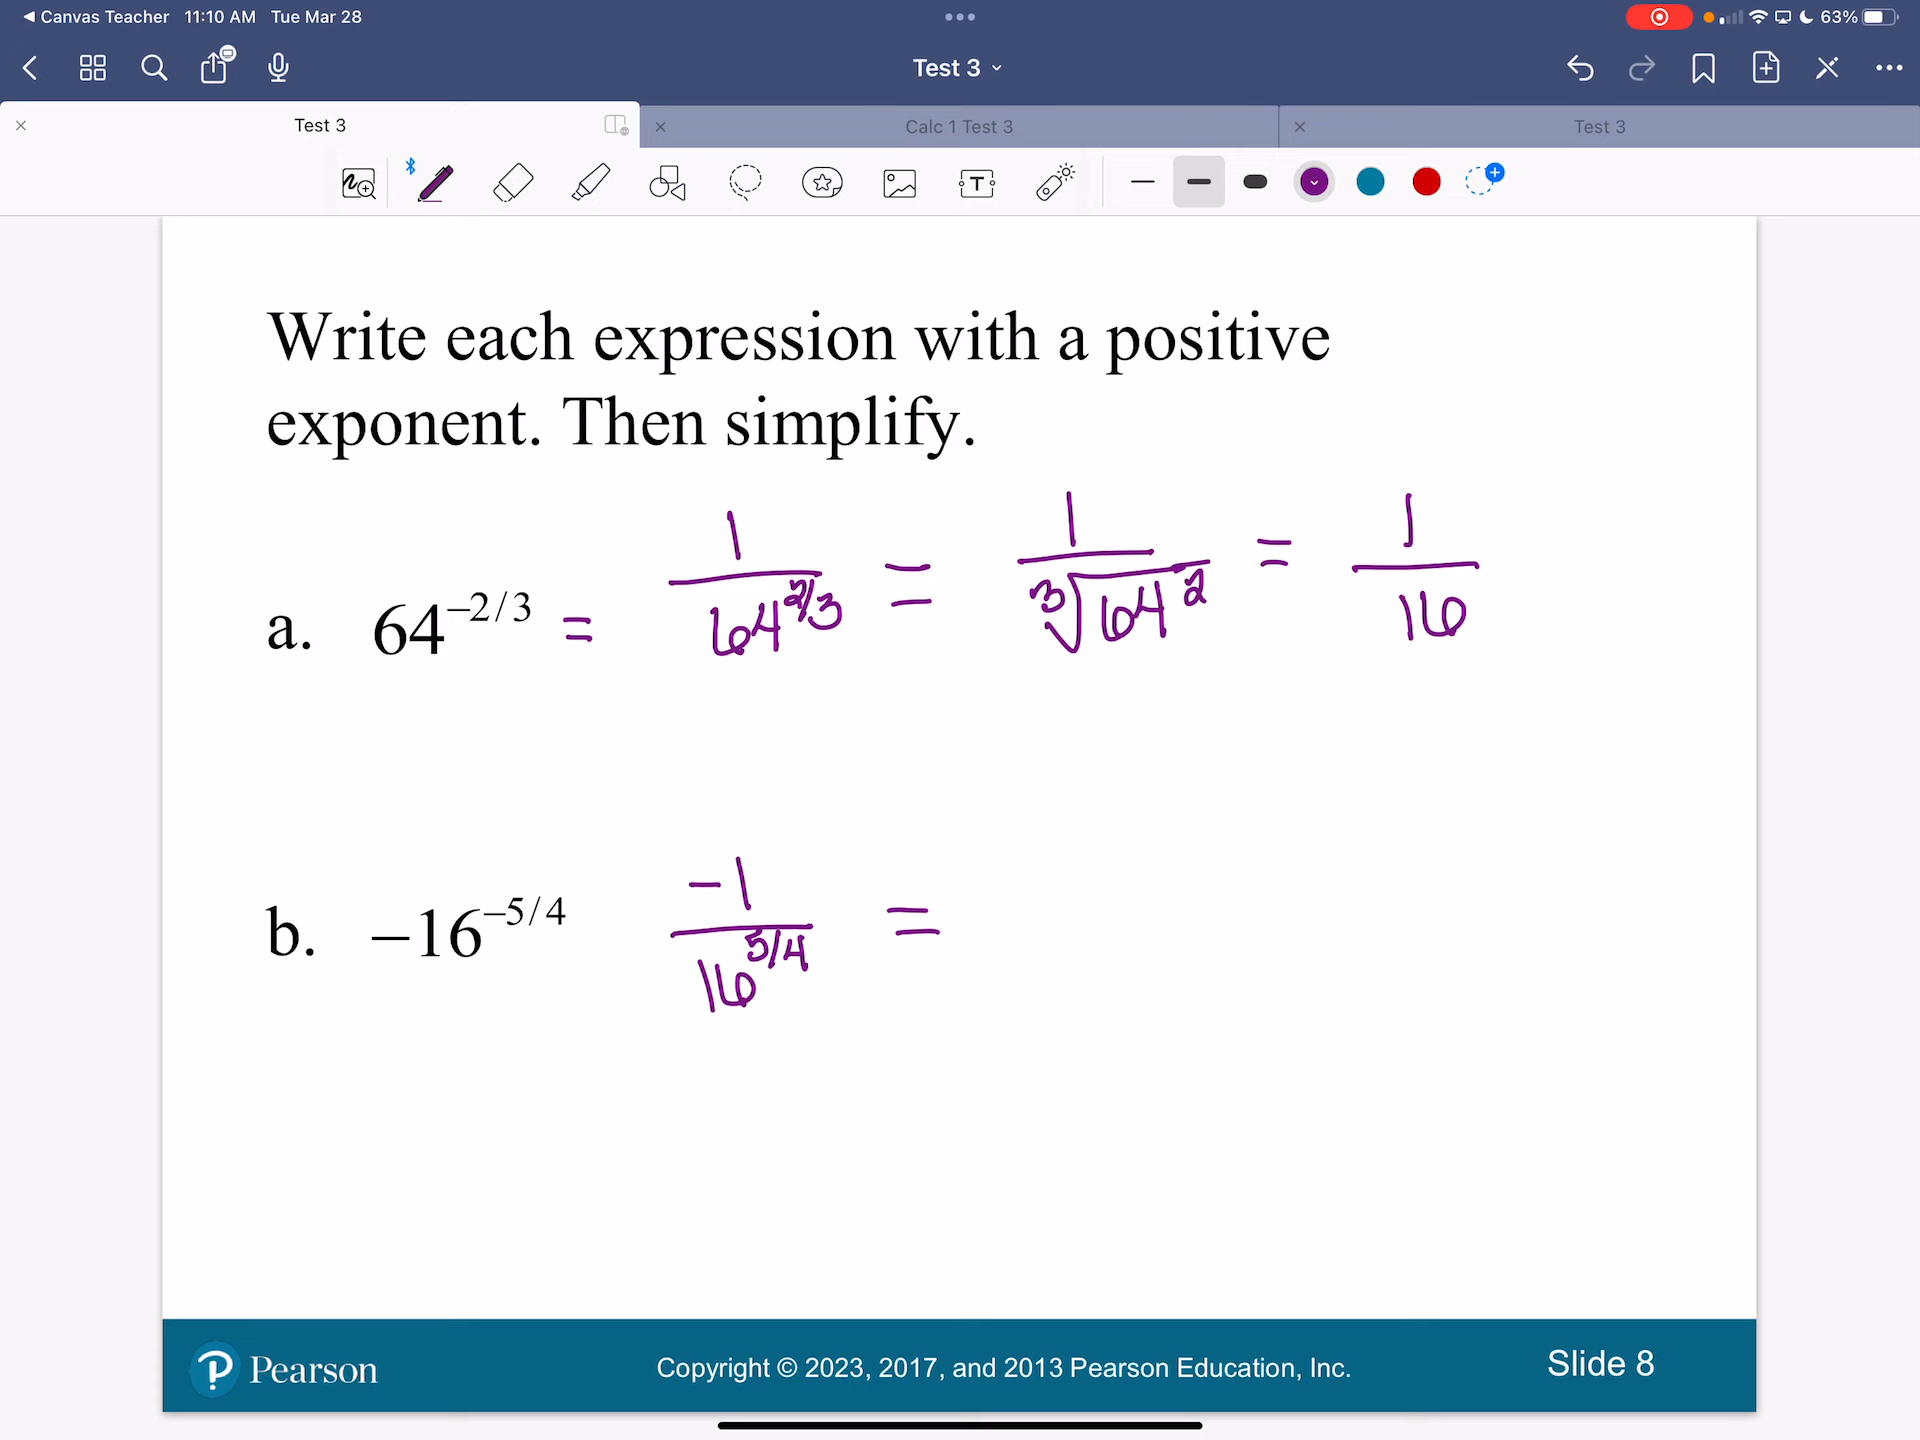 Canvas Teacher 11:10 AM Tue Mar 28 63%
Test 3
Test 3 Calc 1 Test 3 Test 3
T
Write each expression with a positive
exponent. Then simplify.
a. 64^(-2/3) = 1/64^(2/3) = 1/∛64² = 1/16
b. –16^(–5/4) -1/16^(5/4) =
Pearson Copyright © 2023, 2017, and 2013 Pearson Education, Inc. Slide 8